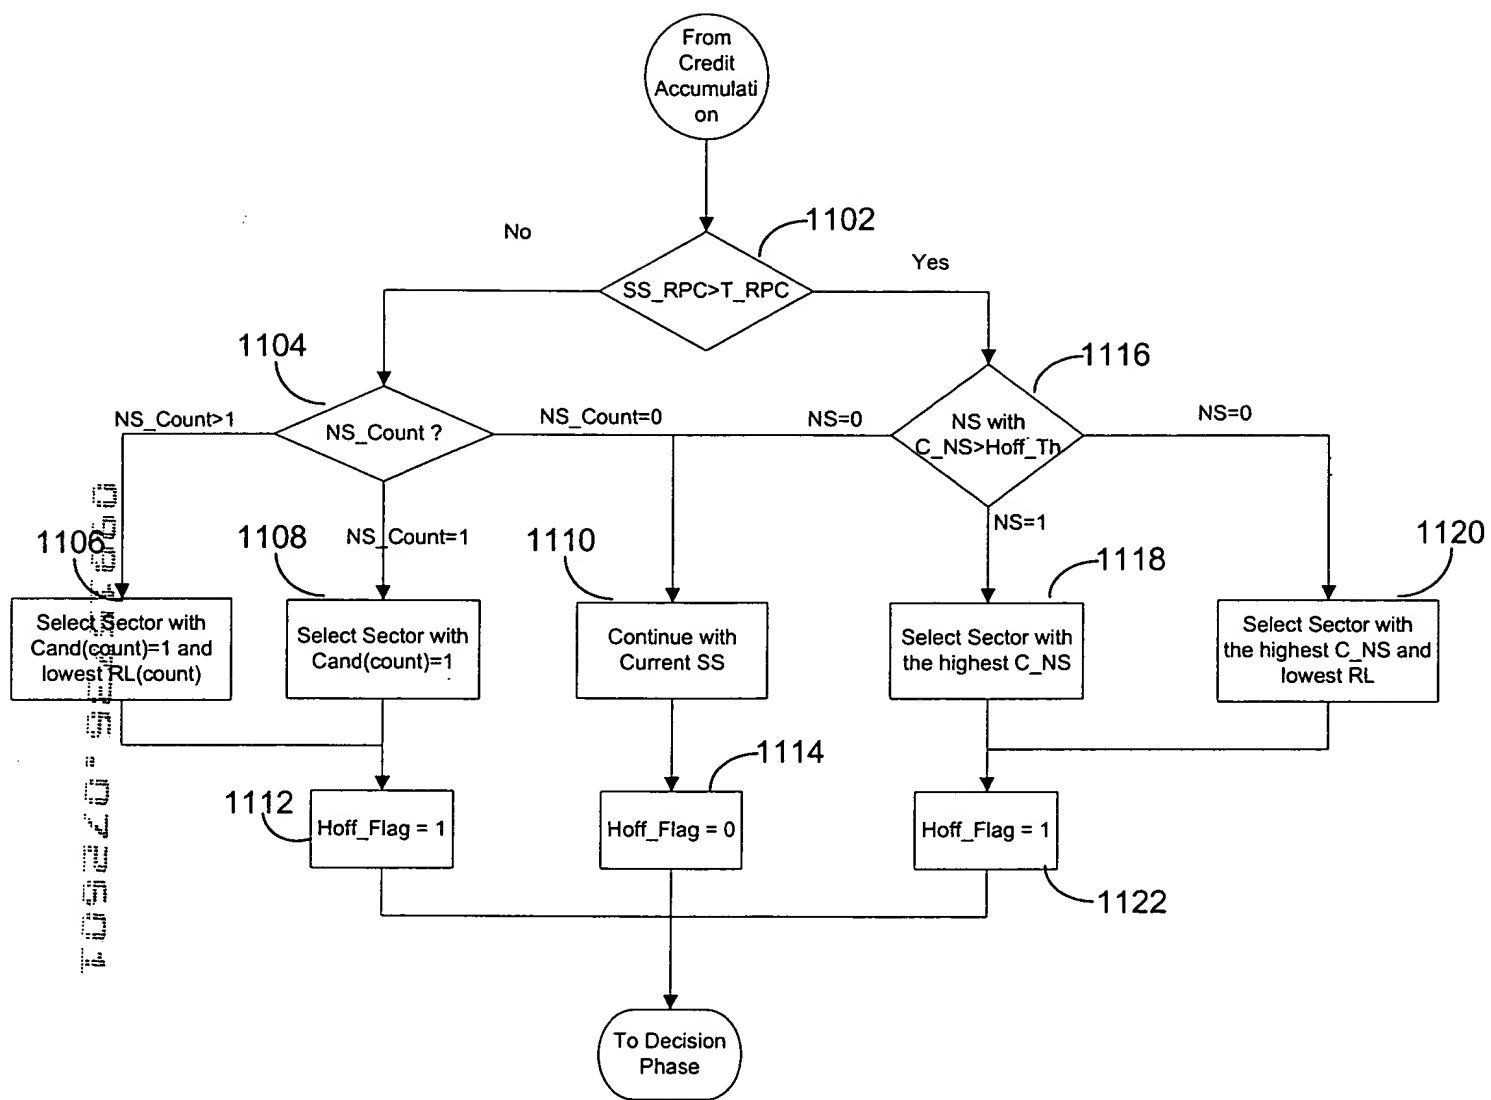 From
Credit
Accumulati
on
1102
No
Yes
SS_RPC>T_RPC
1104
1116
NS_Count>1
NS_Count ?
NS_Count=0
NS=0
NS with
C_NS>Hoff_Th
NS=0
NS_Count=1
NS=1
1106
1108
1110
1118
1120
Select Sector with
Cand(count)=1 and
lowest RL(count)
Select Sector with
Cand(count)=1
Continue with
Current SS
Select Sector with
the highest C_NS
Select Sector with
the highest C_NS and
lowest RL
1112
1114
Hoff_Flag = 1
Hoff_Flag = 0
Hoff_Flag = 1
1122
To Decision
Phase